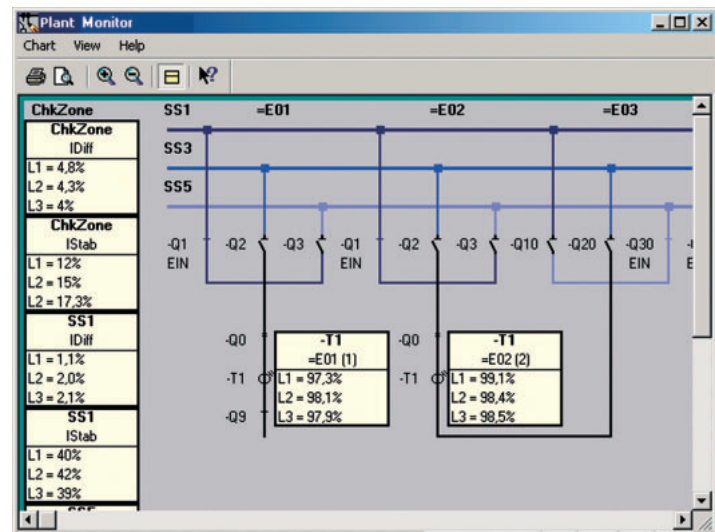 Plant Monitor
Chart View Help
ChkZone SS1 =E01 =E02 =E03
ChkZone
IDiff
L1 = 4,8%
L2 = 4,3%
L3 = 4%
ChkZone
IStab
L1 = 12%
L2 = 15%
L2 = 17,3%
SS1
IDiff
L1 = 1,1%
L2 = 2,0%
L3 = 2,1%
SS1
IStab
L1 = 40%
L2 = 42%
L3 = 39%
SS3
SS5
-Q1 -Q2 -Q3 -Q1 -Q2 -Q3 -Q10 -Q20 -Q30
EIN EIN EIN
-Q0
-T1
-Q9
-T1
=E01 (1)
L1 = 97,3%
L2 = 98,1%
L3 = 97,9%
-Q0
-T1
-T1
=E02 (2)
L1 = 99,1%
L2 = 98,4%
L3 = 98,5%